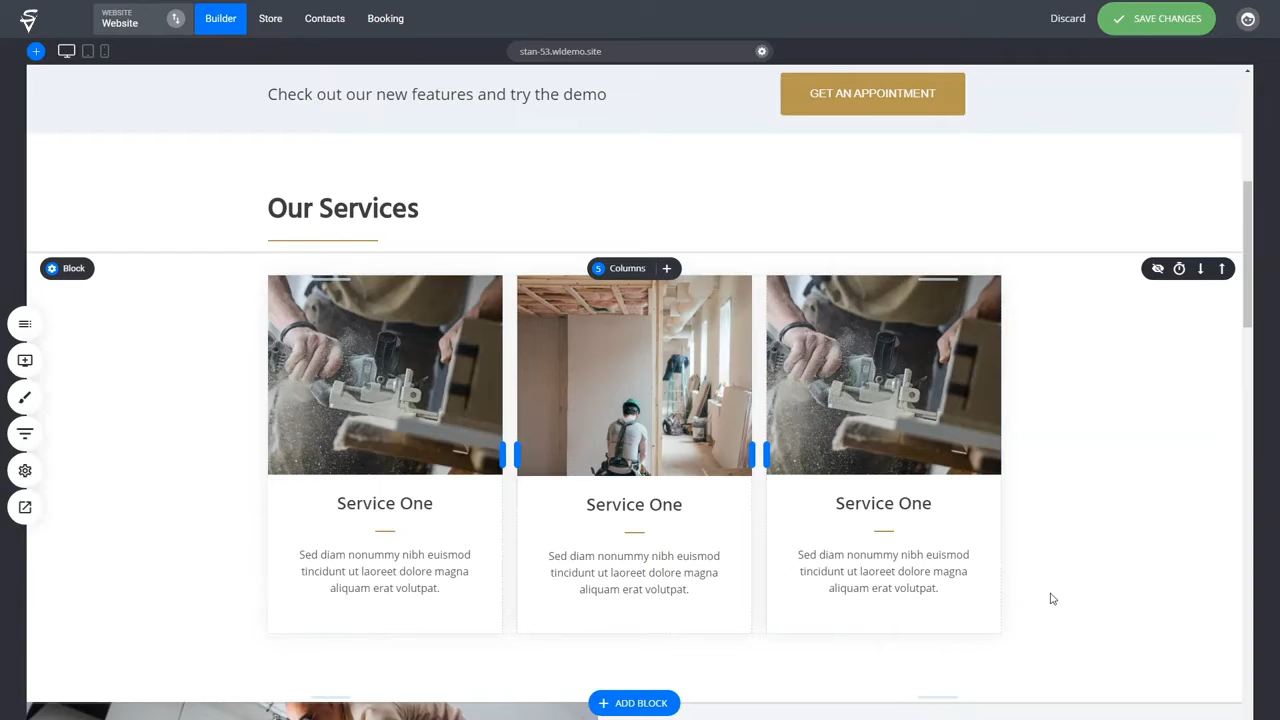 WEBSITE
Website
Builder
Store
Contacts
Booking
Discard
SAVE CHANGES
stan-53.wldemo.site
Check out our new features and try the demo
GET AN APPOINTMENT
Our Services
Block
5 Columns
Service One
Sed diam nonummy nibh euismod
tincidunt ut laoreet dolore magna
aliquam erat volutpat.
Service One
Sed diam nonummy nibh euismod
tincidunt ut laoreet dolore magna
aliquam erat volutpat.
Service One
Sed diam nonummy nibh euismod
tincidunt ut laoreet dolore magna
aliquam erat volutpat.
ADD BLOCK